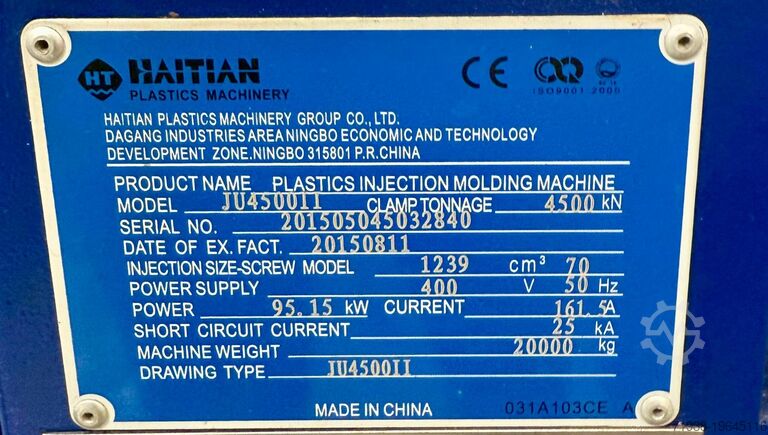 HT HAITIAN
PLASTICS MACHINERY
CE
ISO9001:2000
HAITIAN PLASTICS MACHINERY GROUP CO., LTD.
DAGANG INDUSTRIES AREA NINGBO ECONOMIC AND TECHNOLOGY
DEVELOPMENT ZONE.NINGBO 315801 P.R.CHINA
PRODUCT NAME PLASTICS INJECTION MOLDING MACHINE
MODEL JU4500II CLAMP TONNAGE 4500 kN
SERIAL NO. 201505045032840
DATE OF EX. FACT. 20150811
INJECTION SIZE-SCREW MODEL 1239 cm³ 70
POWER SUPPLY 400 V 50 Hz
POWER 95.15 kW CURRENT 161.5A
SHORT CIRCUIT CURRENT 25 kA
MACHINE WEIGHT 20000 kg
DRAWING TYPE JU4500II
MADE IN CHINA 031A103CE A